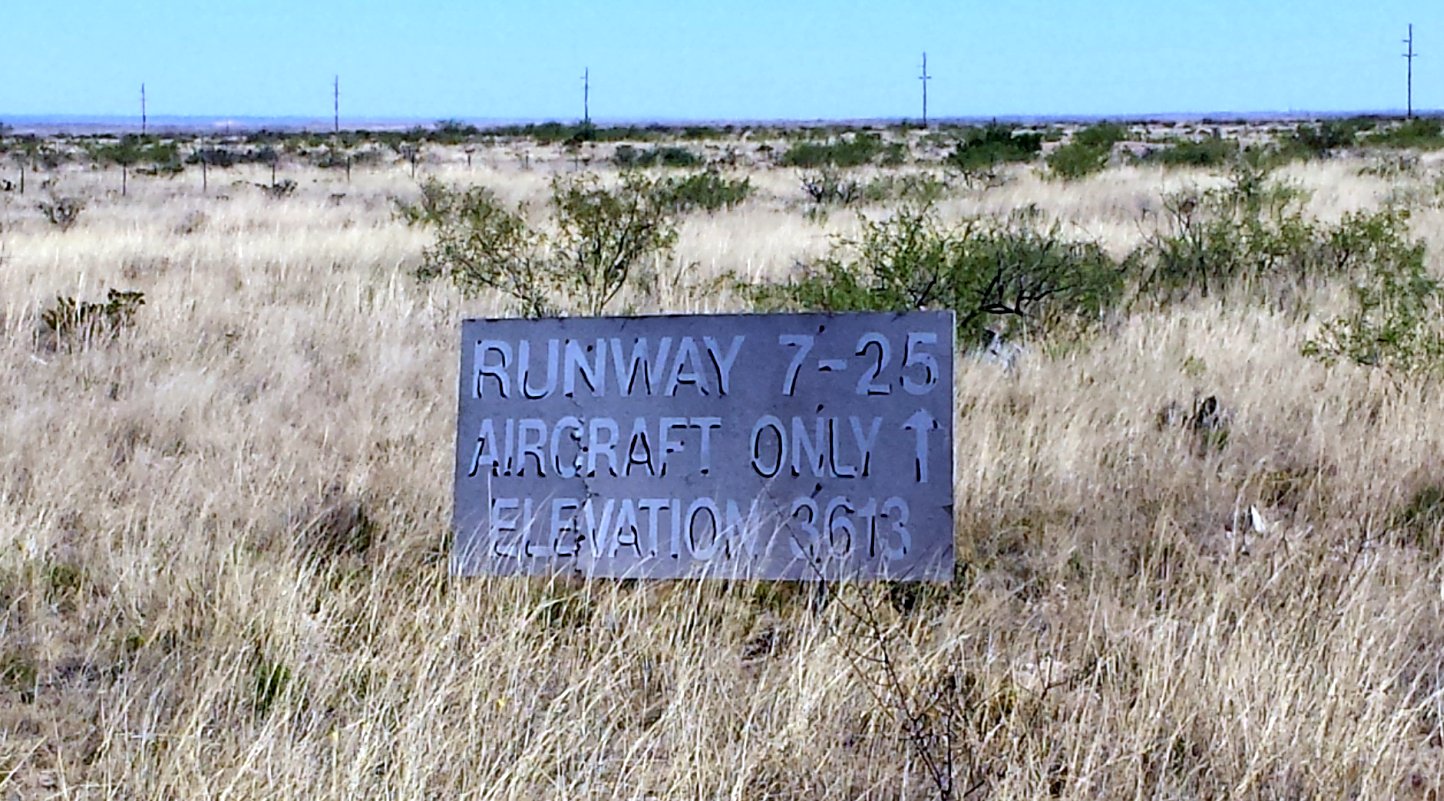 RUNWAY 7-25
AIRCRAFT ONLY ↑
ELEVATION 3613